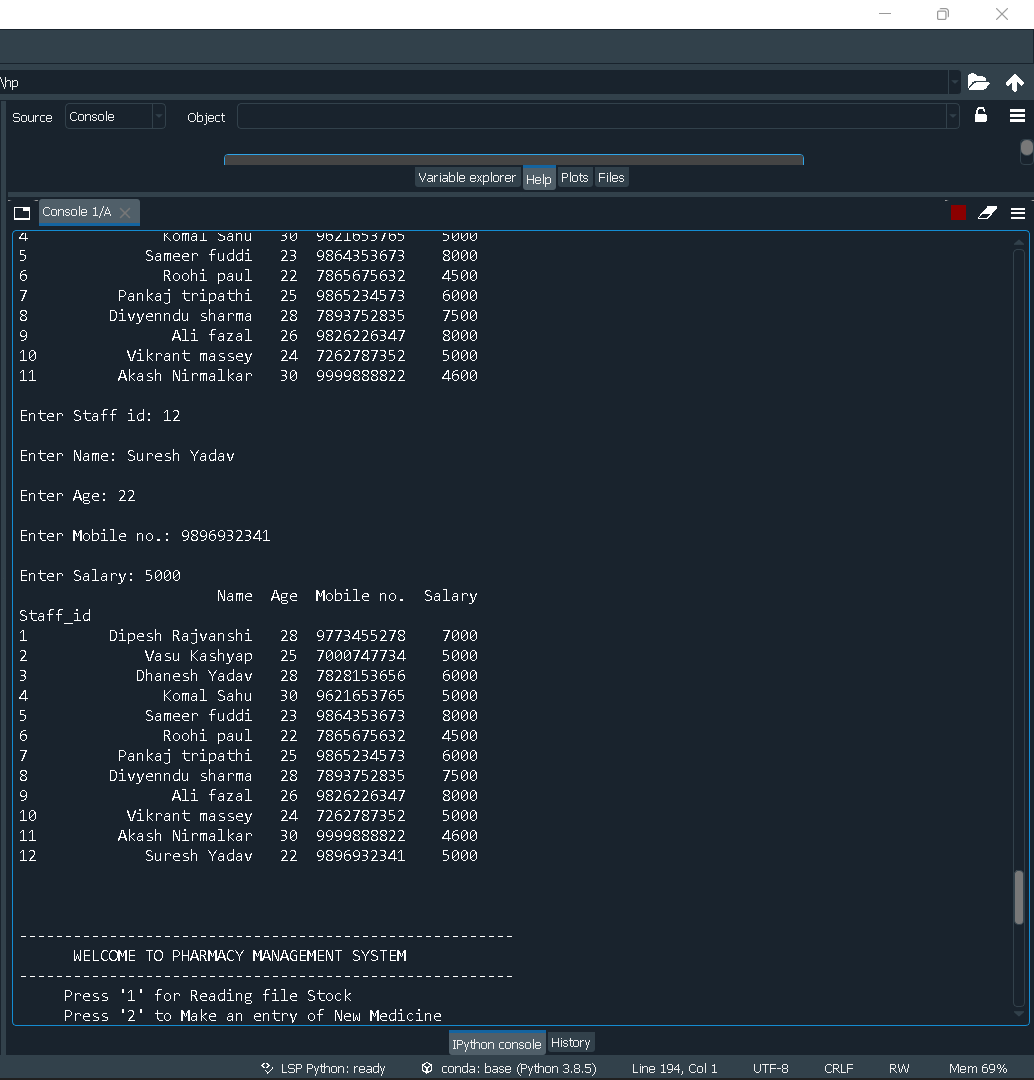 \hp
Source Console Object
Variable explorer Help Plots Files
Console 1/A
4 Komal Sahu 30 9621653765 5000
5 Sameer fuddi 23 9864353673 8000
6 Roohi paul 22 7865675632 4500
7 Pankaj tripathi 25 9865234573 6000
8 Divyenndu sharma 28 7893752835 7500
9 Ali fazal 26 9826226347 8000
10 Vikrant massey 24 7262787352 5000
11 Akash Nirmalkar 30 9999888822 4600
Enter Staff id: 12
Enter Name: Suresh Yadav
Enter Age: 22
Enter Mobile no.: 9896932341
Enter Salary: 5000
Name Age Mobile no. Salary
Staff_id
1 Dipesh Rajvanshi 28 9773455278 7000
2 Vasu Kashyap 25 7000747734 5000
3 Dhanesh Yadav 28 7828153656 6000
4 Komal Sahu 30 9621653765 5000
5 Sameer fuddi 23 9864353673 8000
6 Roohi paul 22 7865675632 4500
7 Pankaj tripathi 25 9865234573 6000
8 Divyenndu sharma 28 7893752835 7500
9 Ali fazal 26 9826226347 8000
10 Vikrant massey 24 7262787352 5000
11 Akash Nirmalkar 30 9999888822 4600
12 Suresh Yadav 22 9896932341 5000
-------------------------------------------------------
WELCOME TO PHARMACY MANAGEMENT SYSTEM
-------------------------------------------------------
Press '1' for Reading file Stock
Press '2' to Make an entry of New Medicine
IPython console History
LSP Python: ready conda: base (Python 3.8.5) Line 194, Col 1 UTF-8 CRLF RW Mem 69%